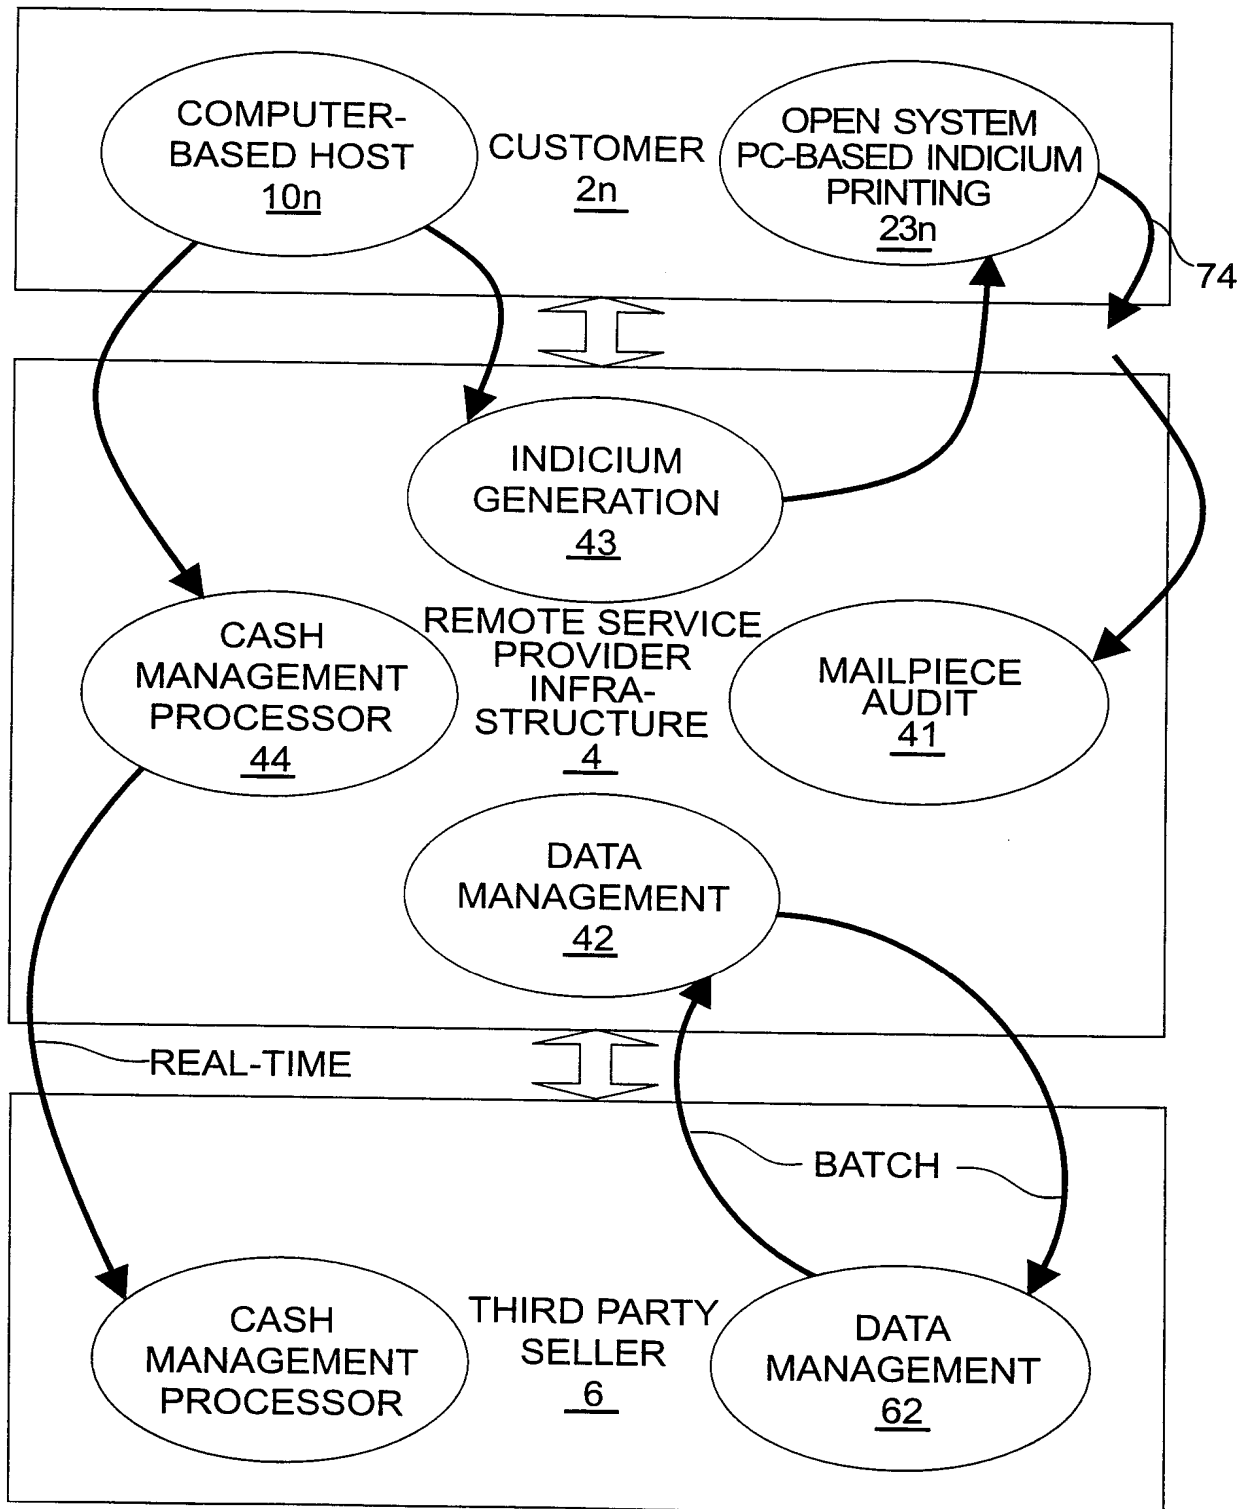 COMPUTER-
BASED HOST
10n
CUSTOMER
2n
OPEN SYSTEM
PC-BASED INDICIUM
PRINTING
23n
74
INDICIUM
GENERATION
43
CASH
MANAGEMENT
PROCESSOR
44
REMOTE SERVICE
PROVIDER
INFRA-
STRUCTURE
4
MAILPIECE
AUDIT
41
DATA
MANAGEMENT
42
REAL-TIME
BATCH
CASH
MANAGEMENT
PROCESSOR
THIRD PARTY
SELLER
6
DATA
MANAGEMENT
62